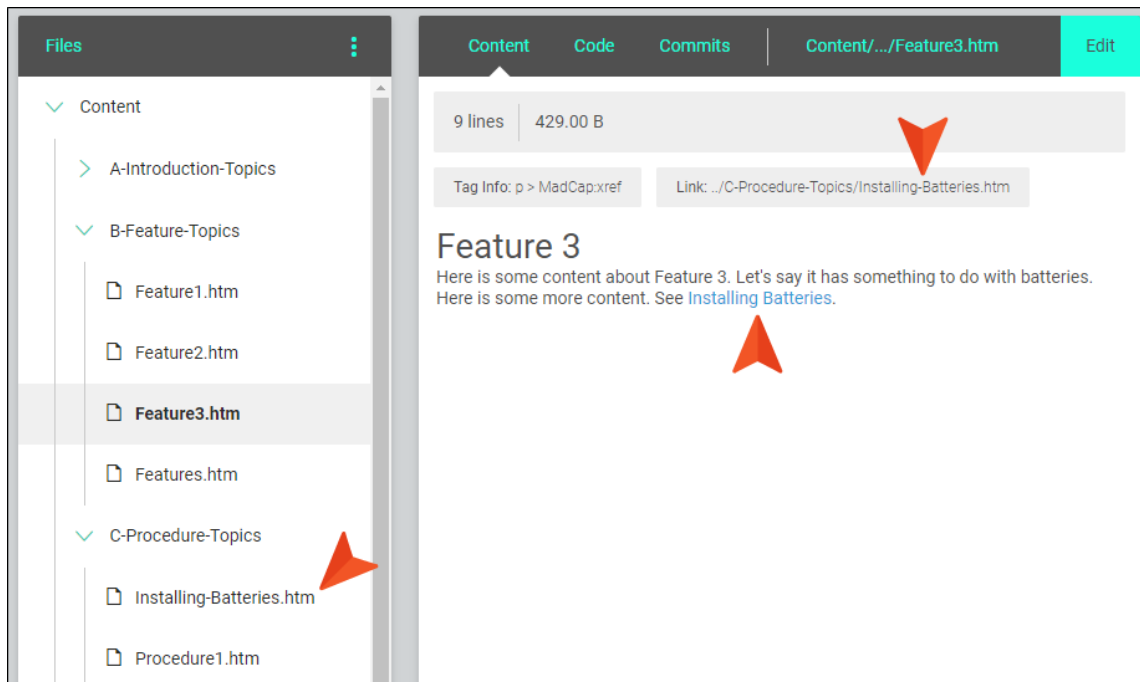 Files
Content
A-Introduction-Topics
B-Feature-Topics
Feature1.htm
Feature2.htm
Feature3.htm
Features.htm
C-Procedure-Topics
Installing-Batteries.htm
Procedure1.htm
Content Code Commits Content/.../Feature3.htm Edit
9 lines 429.00 B
Tag Info: p > MadCap:xref Link: ../C-Procedure-Topics/Installing-Batteries.htm
Feature 3
Here is some content about Feature 3. Let's say it has something to do with batteries.
Here is some more content. See Installing Batteries.